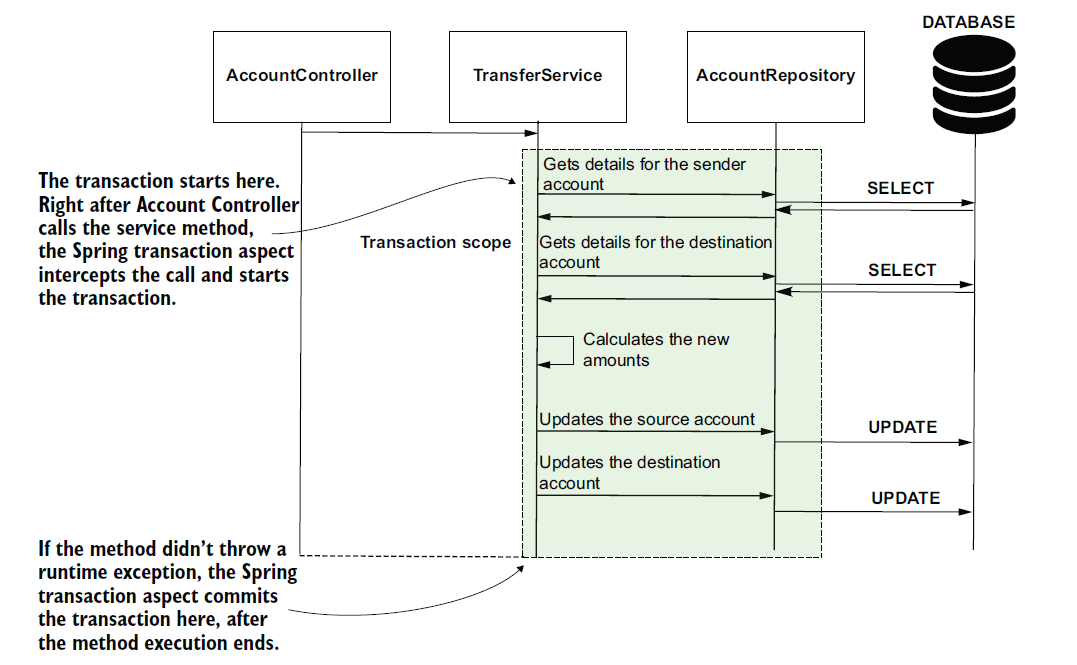 DATABASE
AccountController
TransferService
AccountRepository
The transaction starts here.
Right after Account Controller
calls the service method,
the Spring transaction aspect
intercepts the call and starts
the transaction.
Transaction scope
Gets details for the sender
account
SELECT
Gets details for the destination
account
SELECT
Calculates the new
amounts
Updates the source account
UPDATE
Updates the destination
account
UPDATE
If the method didn’t throw a
runtime exception, the Spring
transaction aspect commits
the transaction here, after
the method execution ends.